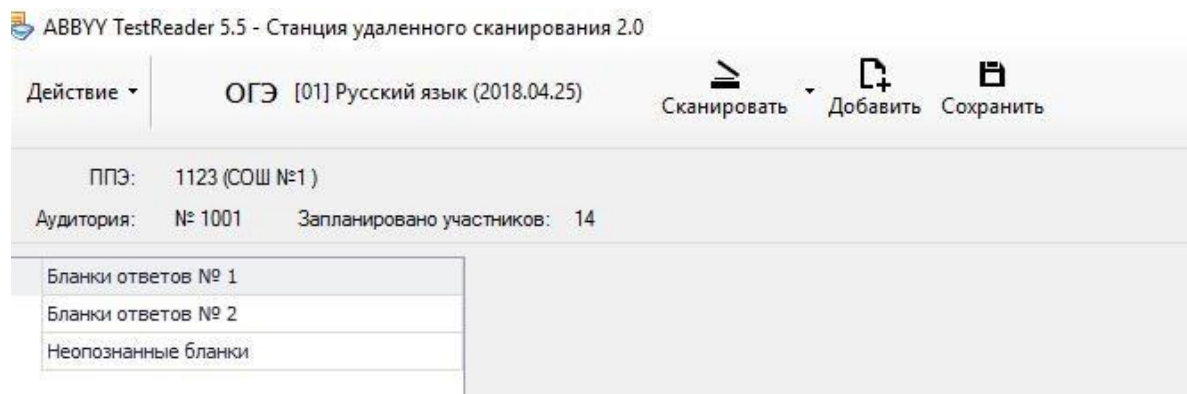 ABBYY TestReader 5.5 - Станция удаленного сканирования 2.0
Действие ОГЭ [01] Русский язык (2018.04.25) Сканировать Добавить Сохранить
ППЭ: 1123 (СОШ №1 )
Аудитория: № 1001 Запланировано участников: 14
Бланки ответов № 1
Бланки ответов № 2
Неопознанные бланки